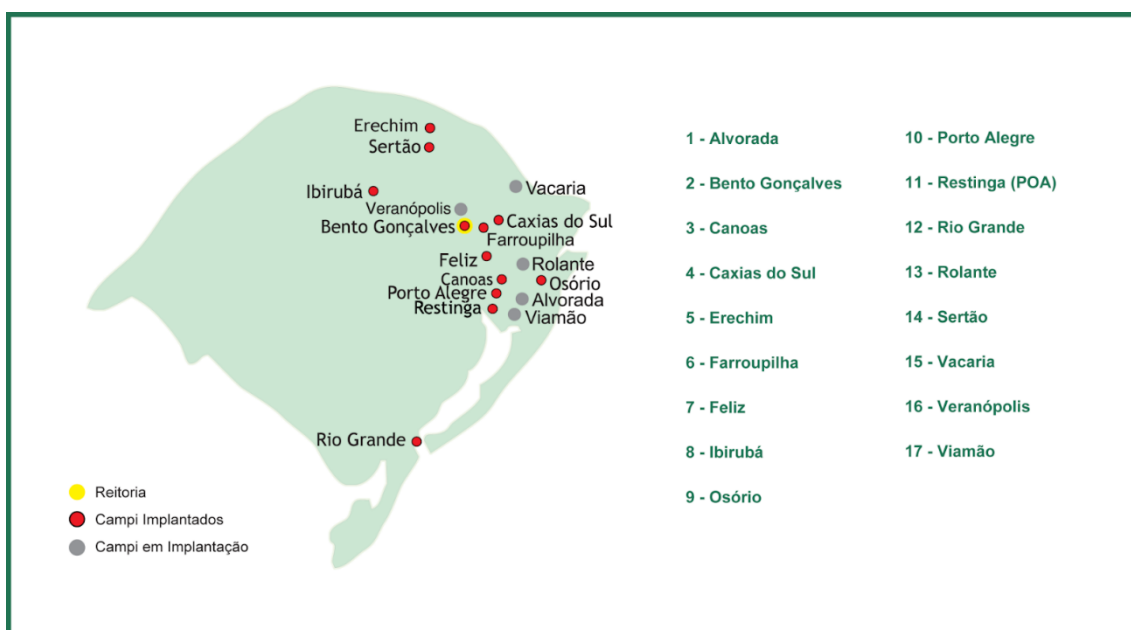 Erechim
Sertão
Ibirubá
Vacaria
Veranópolis
Bento Gonçalves
Caxias do Sul
Farroupilha
Feliz
Rolante
Canoas
Osório
Porto Alegre
Alvorada
Restinga
Viamão
Rio Grande
Reitoria
Campi Implantados
Campi em Implantação
1 - Alvorada
2 - Bento Gonçalves
3 - Canoas
4 - Caxias do Sul
5 - Erechim
6 - Farroupilha
7 - Feliz
8 - Ibirubá
9 - Osório
10 - Porto Alegre
11 - Restinga (POA)
12 - Rio Grande
13 - Rolante
14 - Sertão
15 - Vacaria
16 - Veranópolis
17 - Viamão